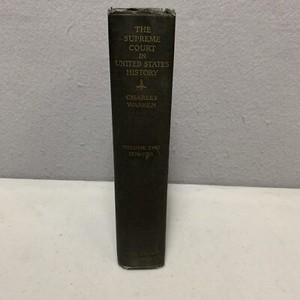 THE
SUPREME
COURT
IN
UNITED STATES
HISTORY
CHARLES
WARREN
VOLUME TWO